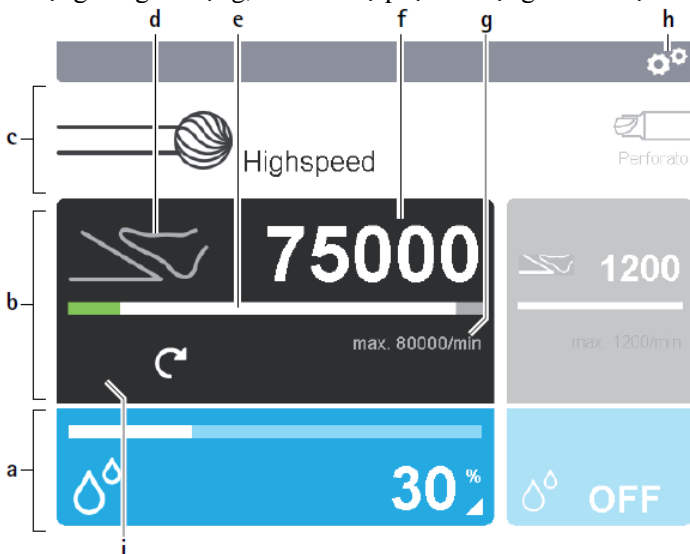 d e f g h
c
Highspeed
Perforato
b
75000
1200
max. 80000/min
max. 1200/min
a
30 %
OFF
i